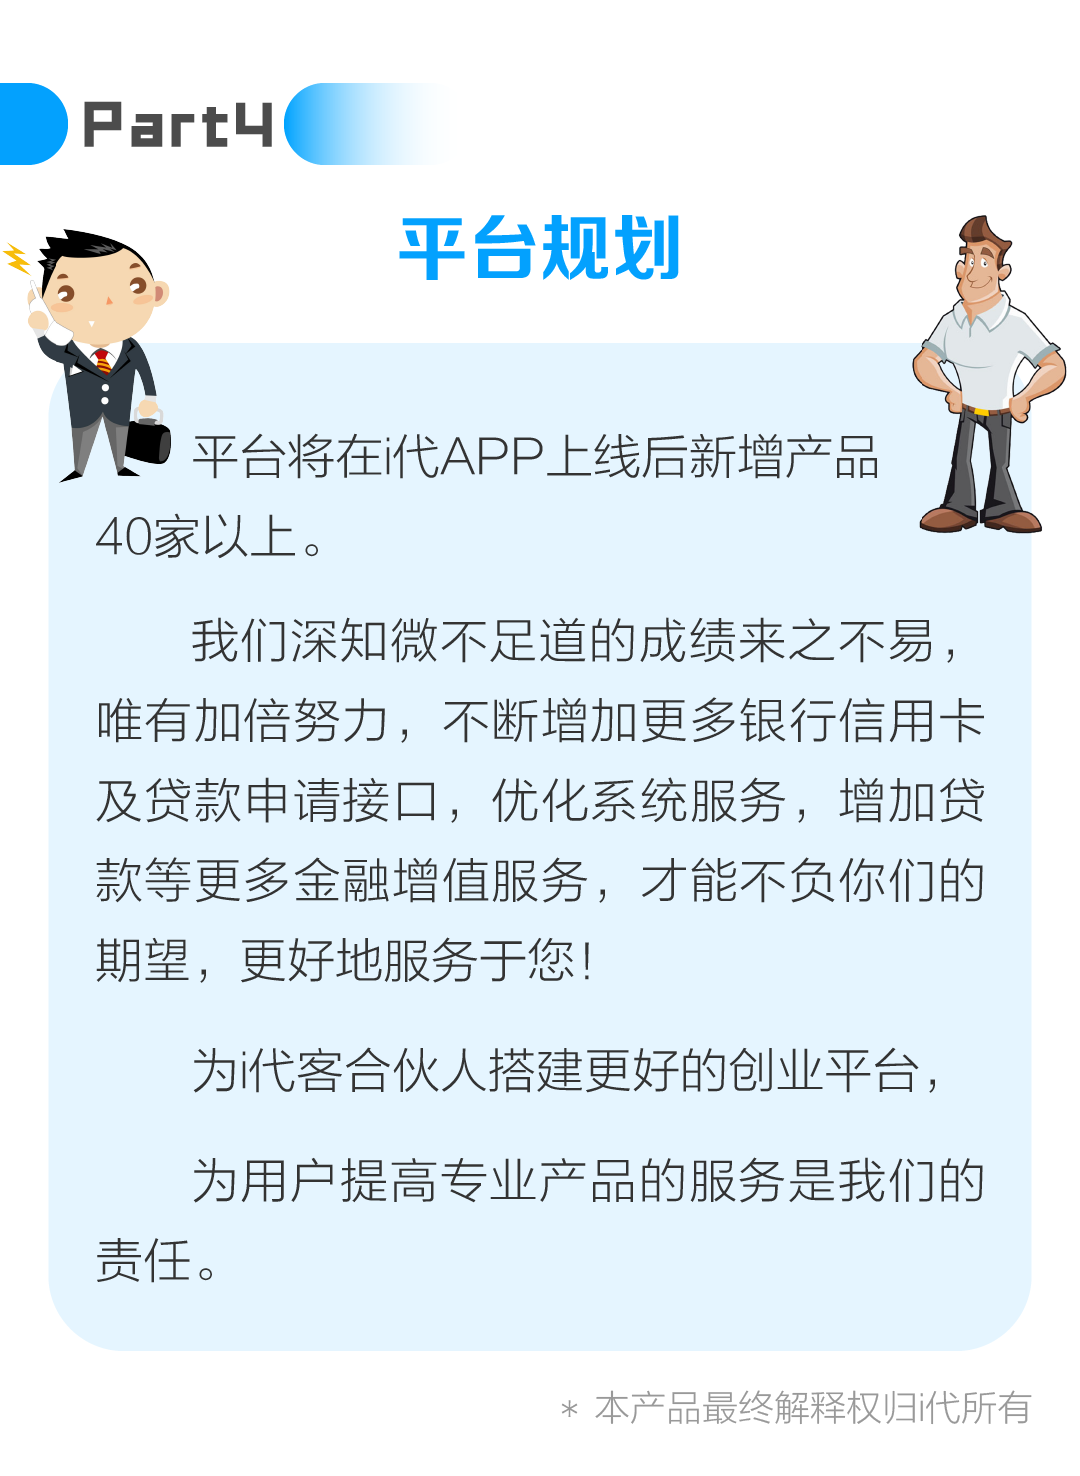 Part4
平台规划
平台将在i代APP上线后新增产品
40家以上。
我们深知微不足道的成绩来之不易，
唯有加倍努力，不断增加更多银行信用卡
及贷款申请接口，优化系统服务，增加贷
款等更多金融增值服务，才能不负你们的
期望，更好地服务于您！
为i代客合伙人搭建更好的创业平台，
为用户提高专业产品的服务是我们的
责任。
* 本产品最终解释权归i代所有